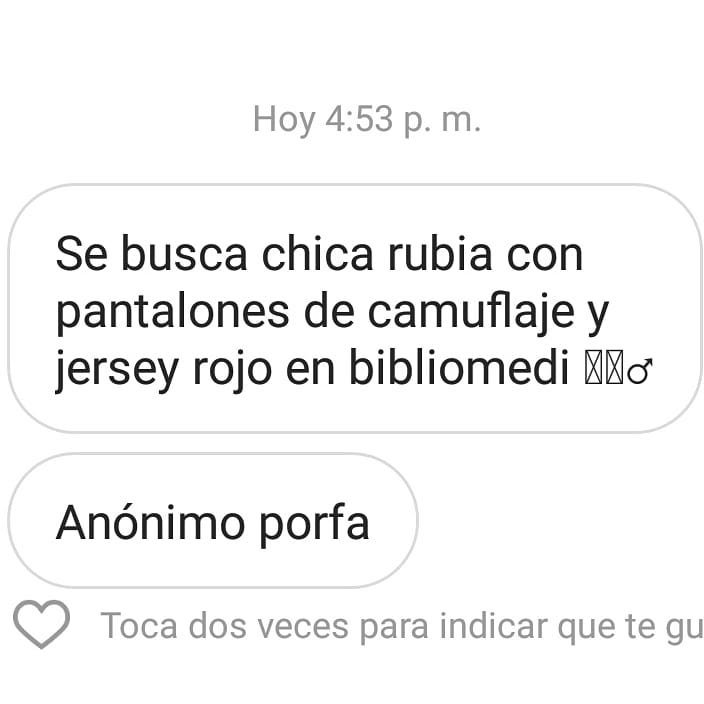 Hoy 4:53 p. m.
Se busca chica rubia con
pantalones de camuflaje y
jersey rojo en bibliomedi ♂
Anónimo porfa
Toca dos veces para indicar que te gu